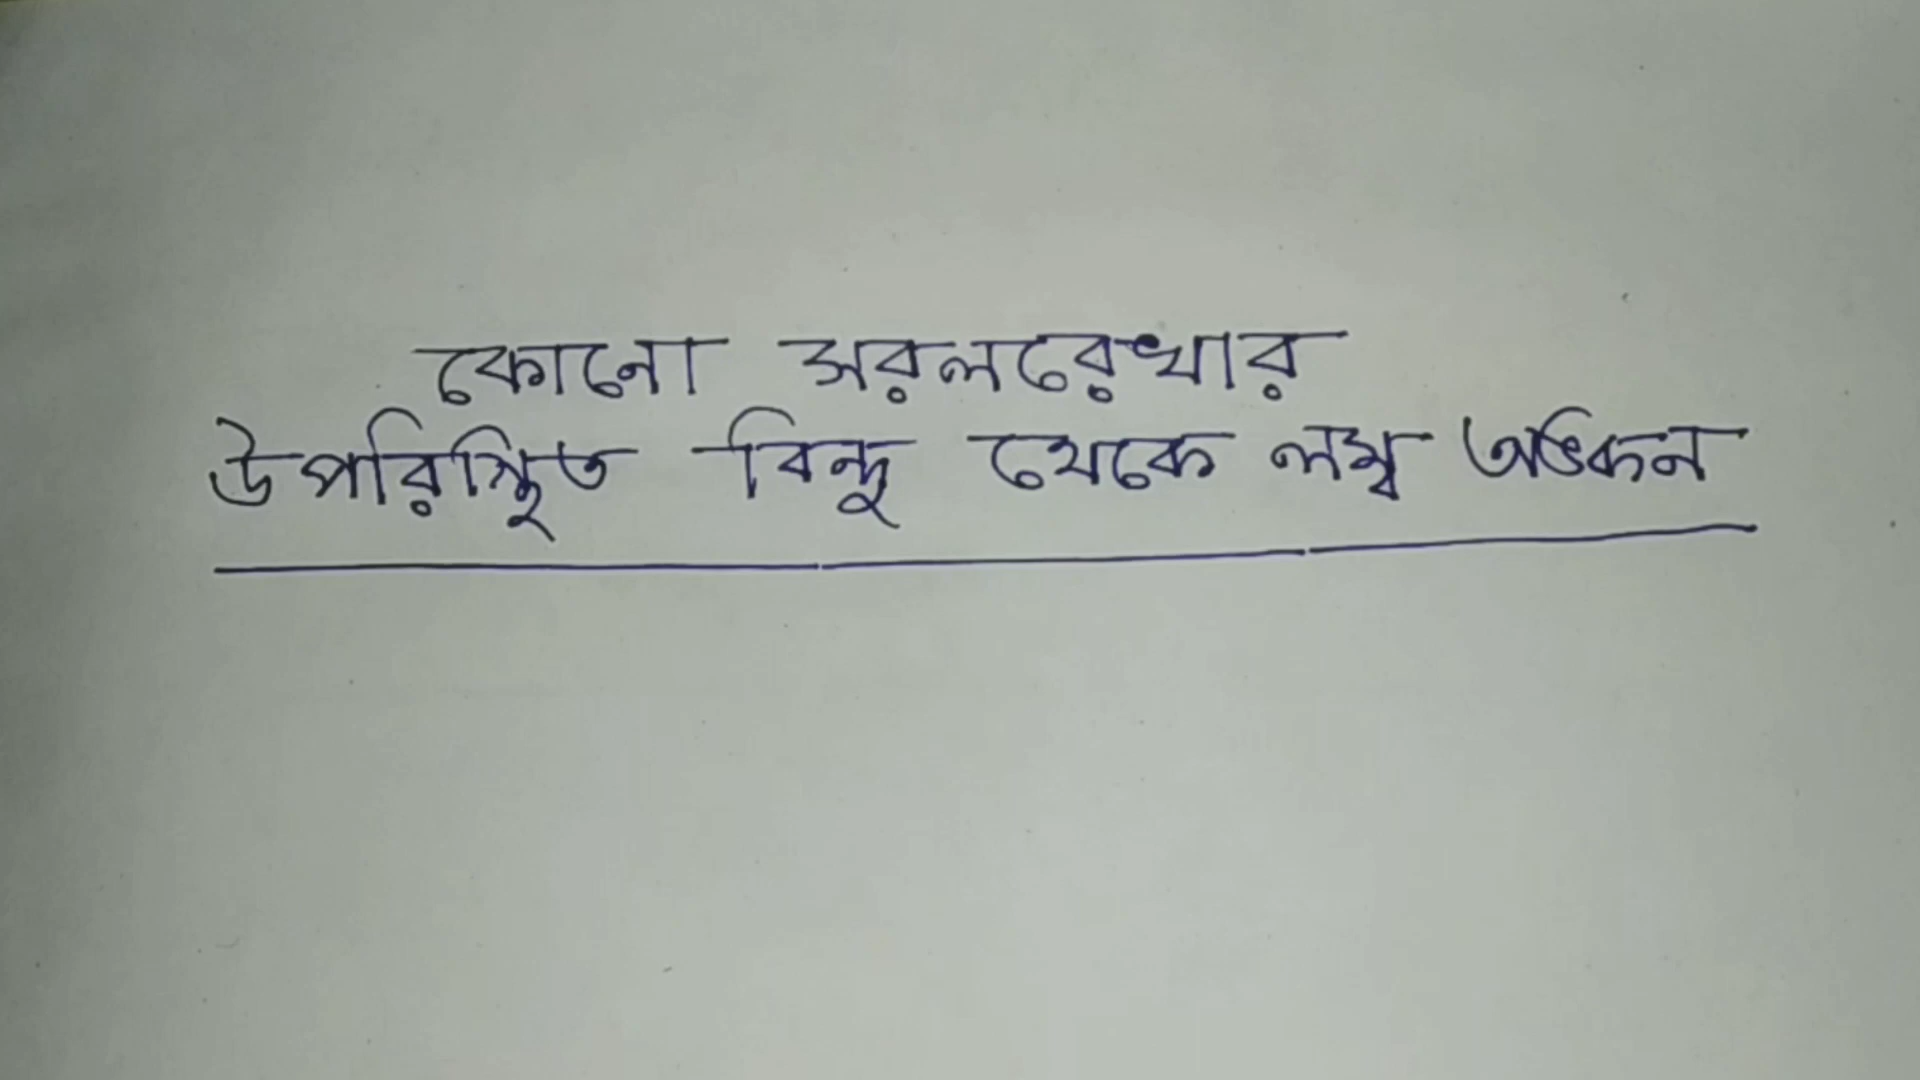 কোনো সরলরেখার
উপরিস্থিত বিন্দু থেকে লম্ব অঙ্কন